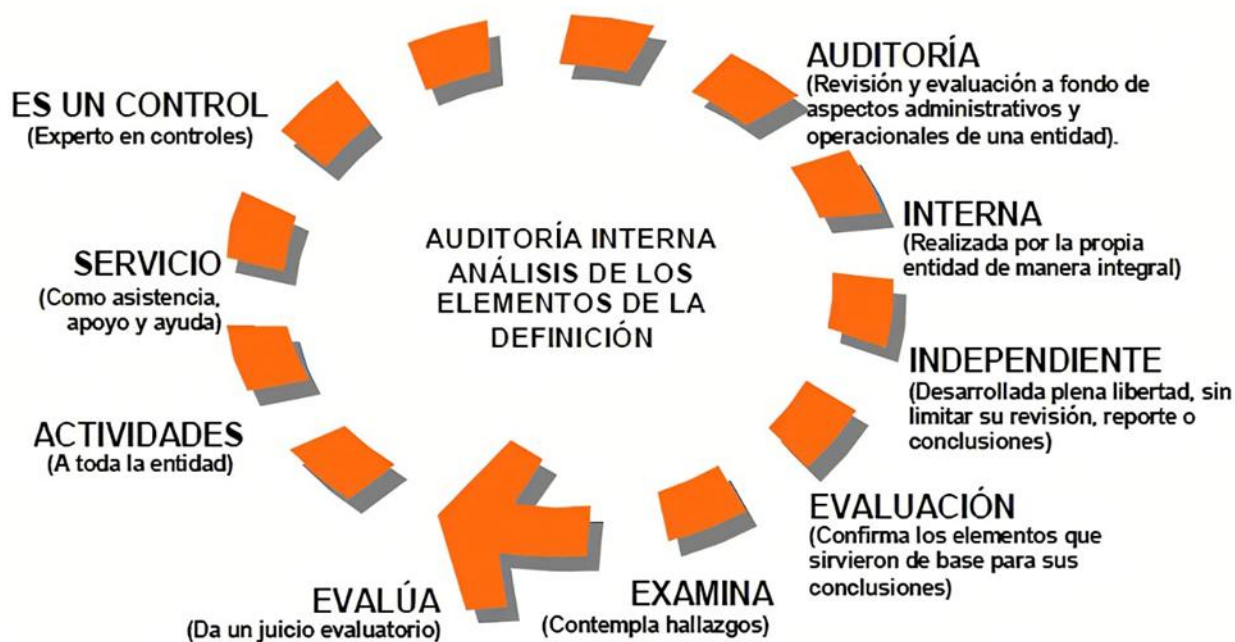 AUDITORÍA INTERNA
ANÁLISIS DE LOS
ELEMENTOS DE LA
DEFINICIÓN
AUDITORÍA
(Revisión y evaluación a fondo de
aspectos administrativos y
operacionales de una entidad).
INTERNA
(Realizada por la propia
entidad de manera integral)
INDEPENDIENTE
(Desarrollada plena libertad, sin
limitar su revisión, reporte o
conclusiones)
EVALUACIÓN
(Confirma los elementos que
sirvieron de base para sus
conclusiones)
EXAMINA
(Contempla hallazgos)
EVALÚA
(Da un juicio evaluatorio)
ACTIVIDADES
(A toda la entidad)
SERVICIO
(Como asistencia,
apoyo y ayuda)
ES UN CONTROL
(Experto en controles)